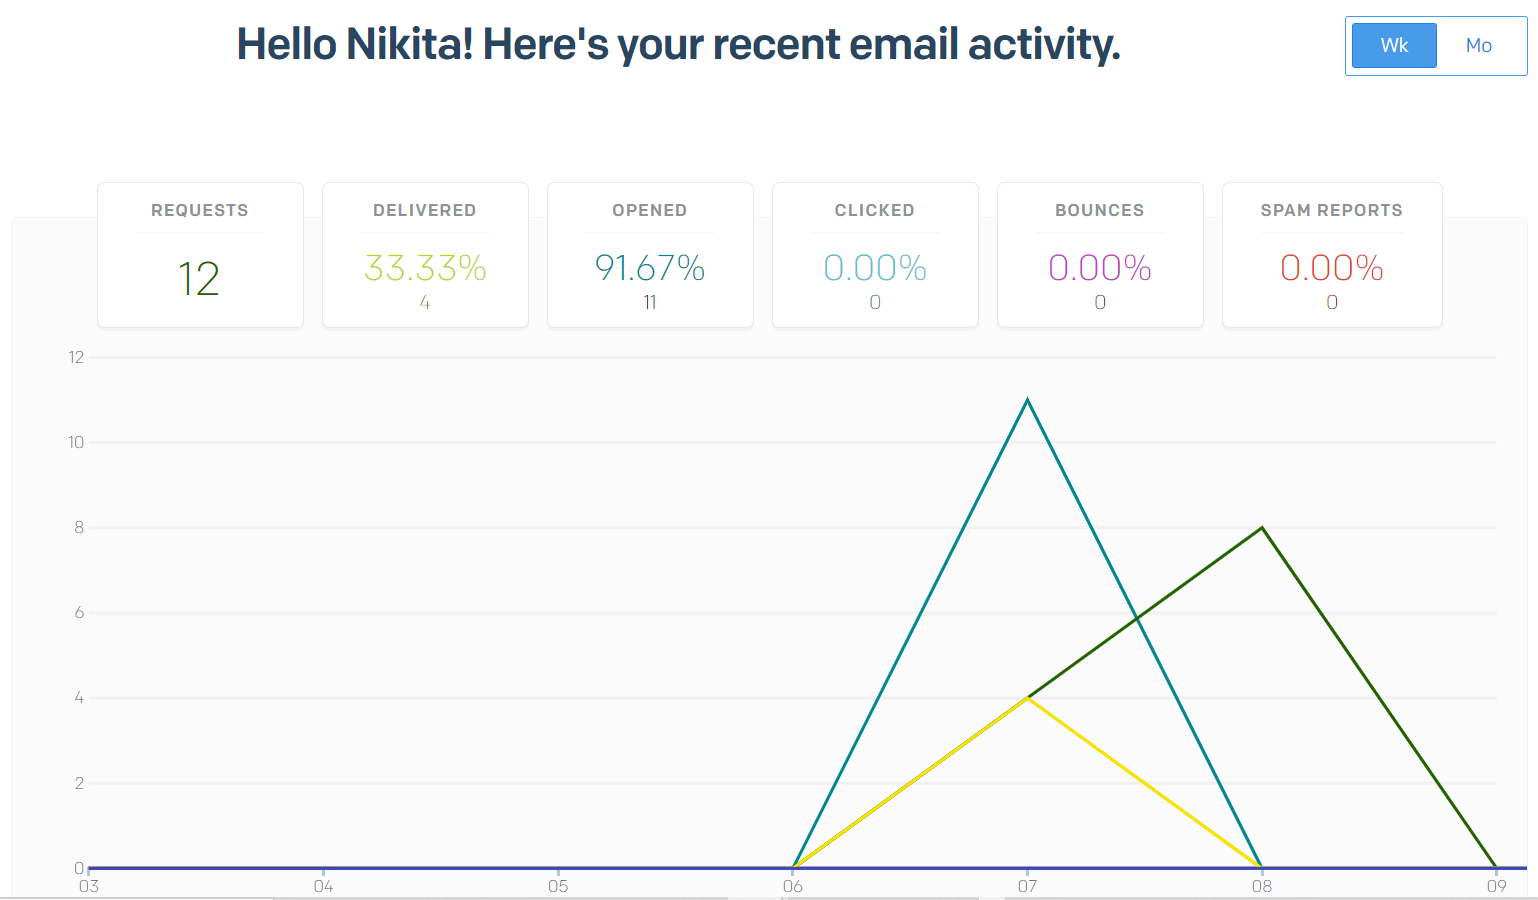 Hello Nikita! Here's your recent email activity.
Wk Mo
REQUESTS DELIVERED OPENED CLICKED BOUNCES SPAM REPORTS
12 33.33% 91.67% 0.00% 0.00% 0.00%
4 11 0 0 0
12
10
8
6
4
2
0
03 04 05 06 07 08 09